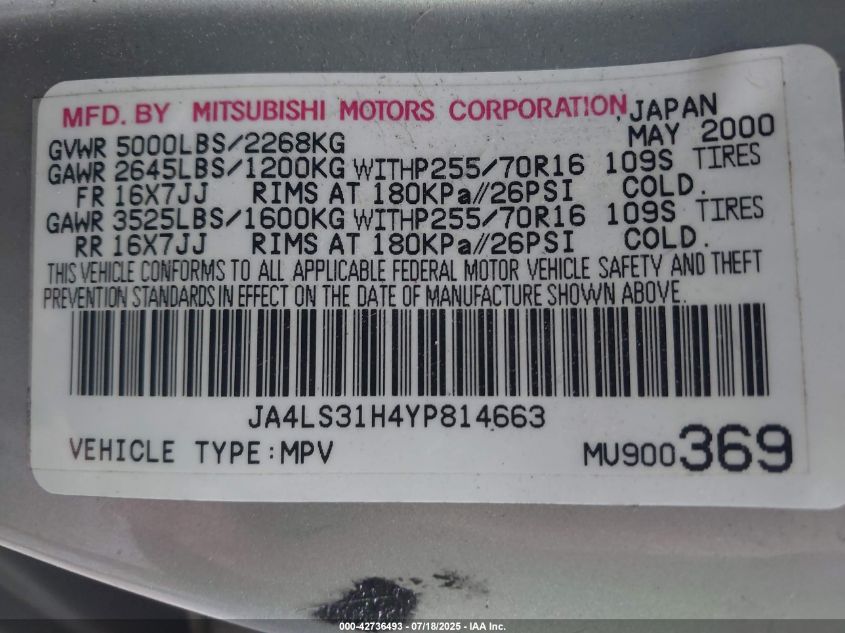 MFD. BY MITSUBISHI MOTORS CORPORATION, JAPAN
MAY 2000
GVWR 5000LBS/2268KG
GAWR 2645LBS/1200KG WITHP255/70R16 109S TIRES
FR 16X7JJ RIMS AT 180KPa//26PSI COLD.
GAWR 3525LBS/1600KG WITHP255/70R16 109S TIRES
RR 16X7JJ RIMS AT 180KPa//26PSI COLD.
THIS VEHICLE CONFORMS TO ALL APPLICABLE FEDERAL MOTOR VEHICLE SAFETY AND THEFT
PREVENTION STANDARDS IN EFFECT ON THE DATE OF MANUFACTURE SHOWN ABOVE.
JA4LS31H4YP814663
VEHICLE TYPE:MPV MU900369
000-42736493 - 07/18/2025 - IAA Inc.